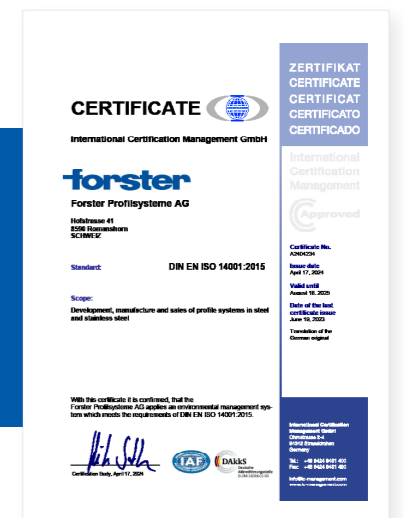 CERTIFICATE
International Certification Management GmbH
forster
Forster Profilsysteme AG
Hofstrasse 41
8590 Romanshorn
SCHWEIZ
Standard: DIN EN ISO 14001:2015
Scope:
Development, manufacture and sales of profile systems in steel
and stainless steel
With this certificate it is confirmed, that the
Forster Profilsysteme AG applies an environmental management sys-
tem which meets the requirements of DIN EN ISO 14001:2015.
Certification Body, April 17, 2024
IAF
DAkkS
Deutsche
Akkreditierungsstelle
ZERTIFIKAT
CERTIFICATE
CERTIFICAT
CERTIFICATO
CERTIFICADO
International
Certification
Management
Approved
Certificate No.
A2404234
Issue date
April 17, 2024
Valid until
August 18, 2025
Date of the last
certificate issue
June 19, 2023
Translation of the
German original
International Certification
Management GmbH
94342 Strasskirchen
Germany